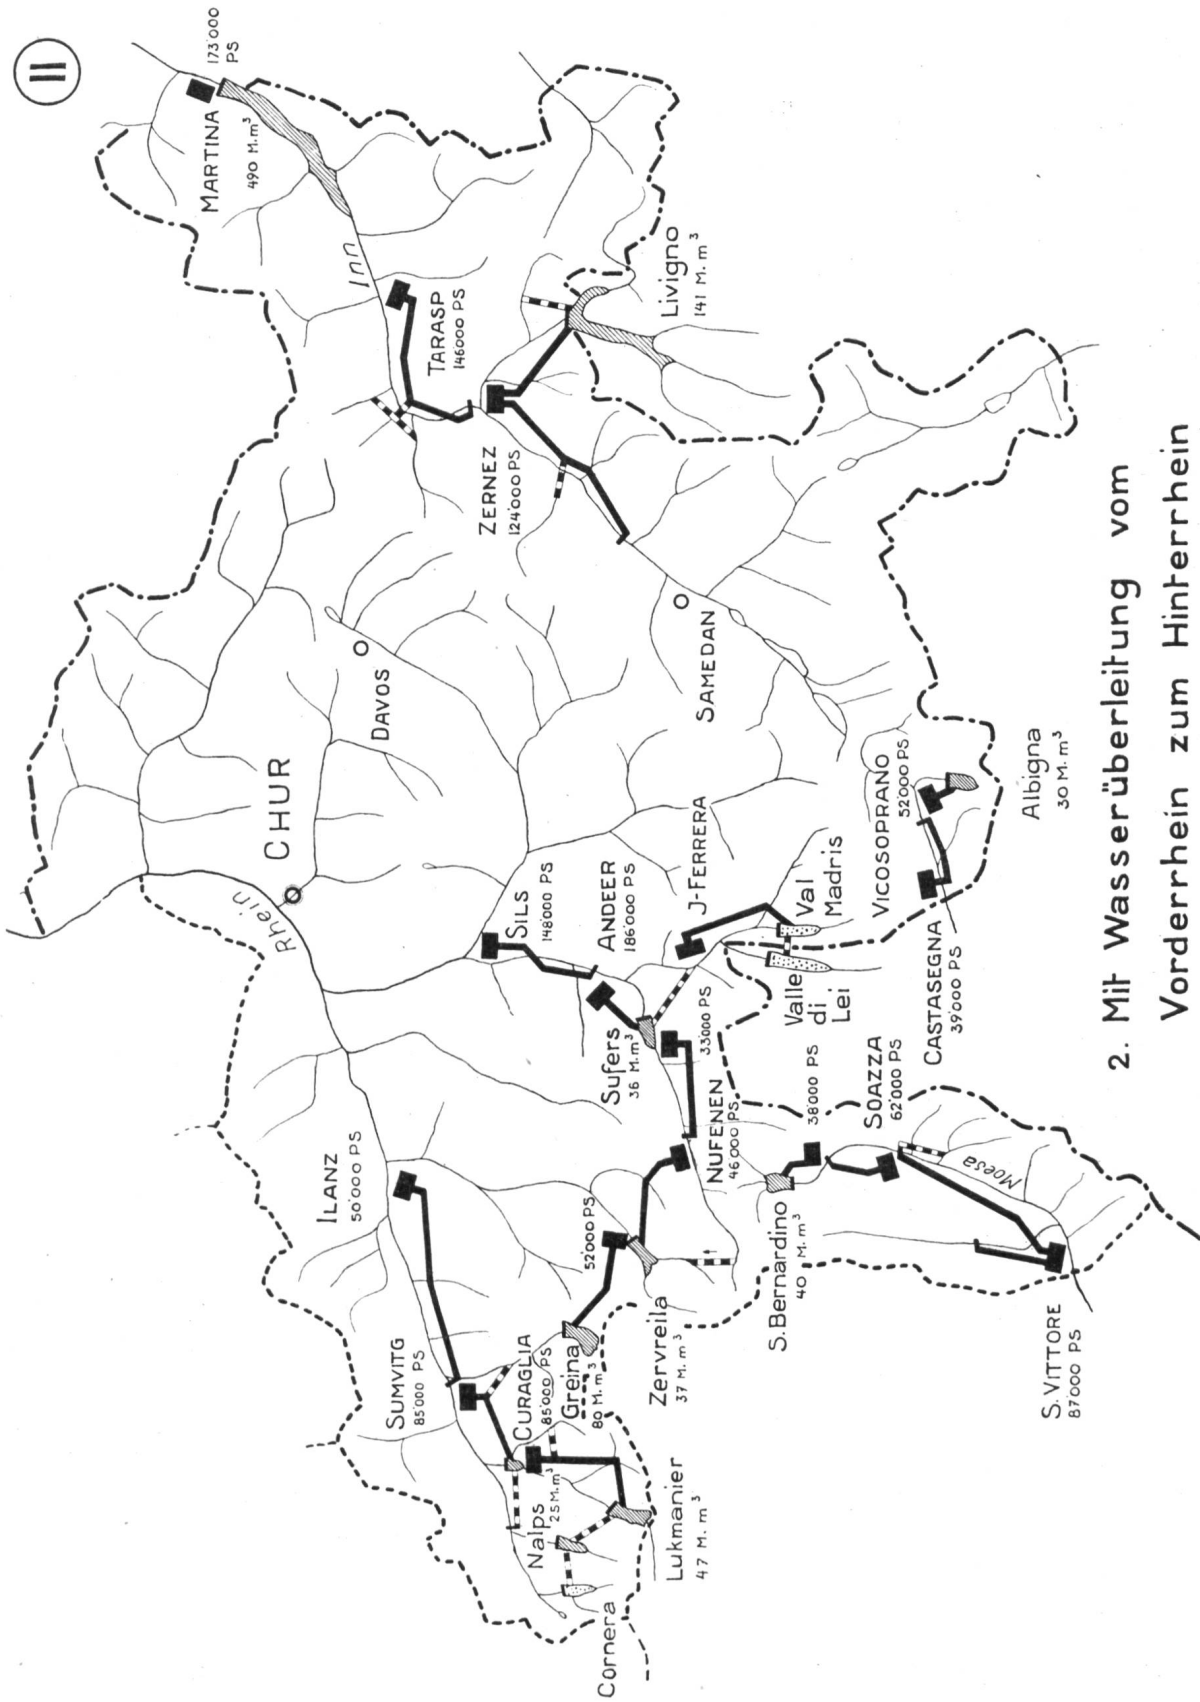 II
MARTINA
490 M.m³
173'000
PS
Inn
TARASP
146000 PS
Livigno
141 M. m³
ZERNEZ
124'000 PS
DAVOS
SAMEDAN
CHUR
Rhein
SILS
148'000 PS
ANDEER
186'000 PS
J-FERRERA
Val
Madris
VICOSOPRANO
52'000 PS
Albigna
30 M. m³
Sufers
36 M. m³
33'000 PS
Valle
di
Lei
CASTASEGNA
39'000 PS
ILANZ
50'000 PS
NUFENEN
46'000 PS
38'000 PS
SOAZZA
62'000 PS
Moesa
52'000 PS
S. Bernardino
40 M. m³
Zervreila
37 M. m³
S. VITTORE
87'000 PS
SUMVITG
85'000 PS
CURAGLIA
85'000 PS
Greina
80 M. m³
Nalps
25 M. m³
Lukmanier
47 M. m³
Cornera
2. Mit Wasserüberleitung vom
Vorderrhein zum Hinterrhein